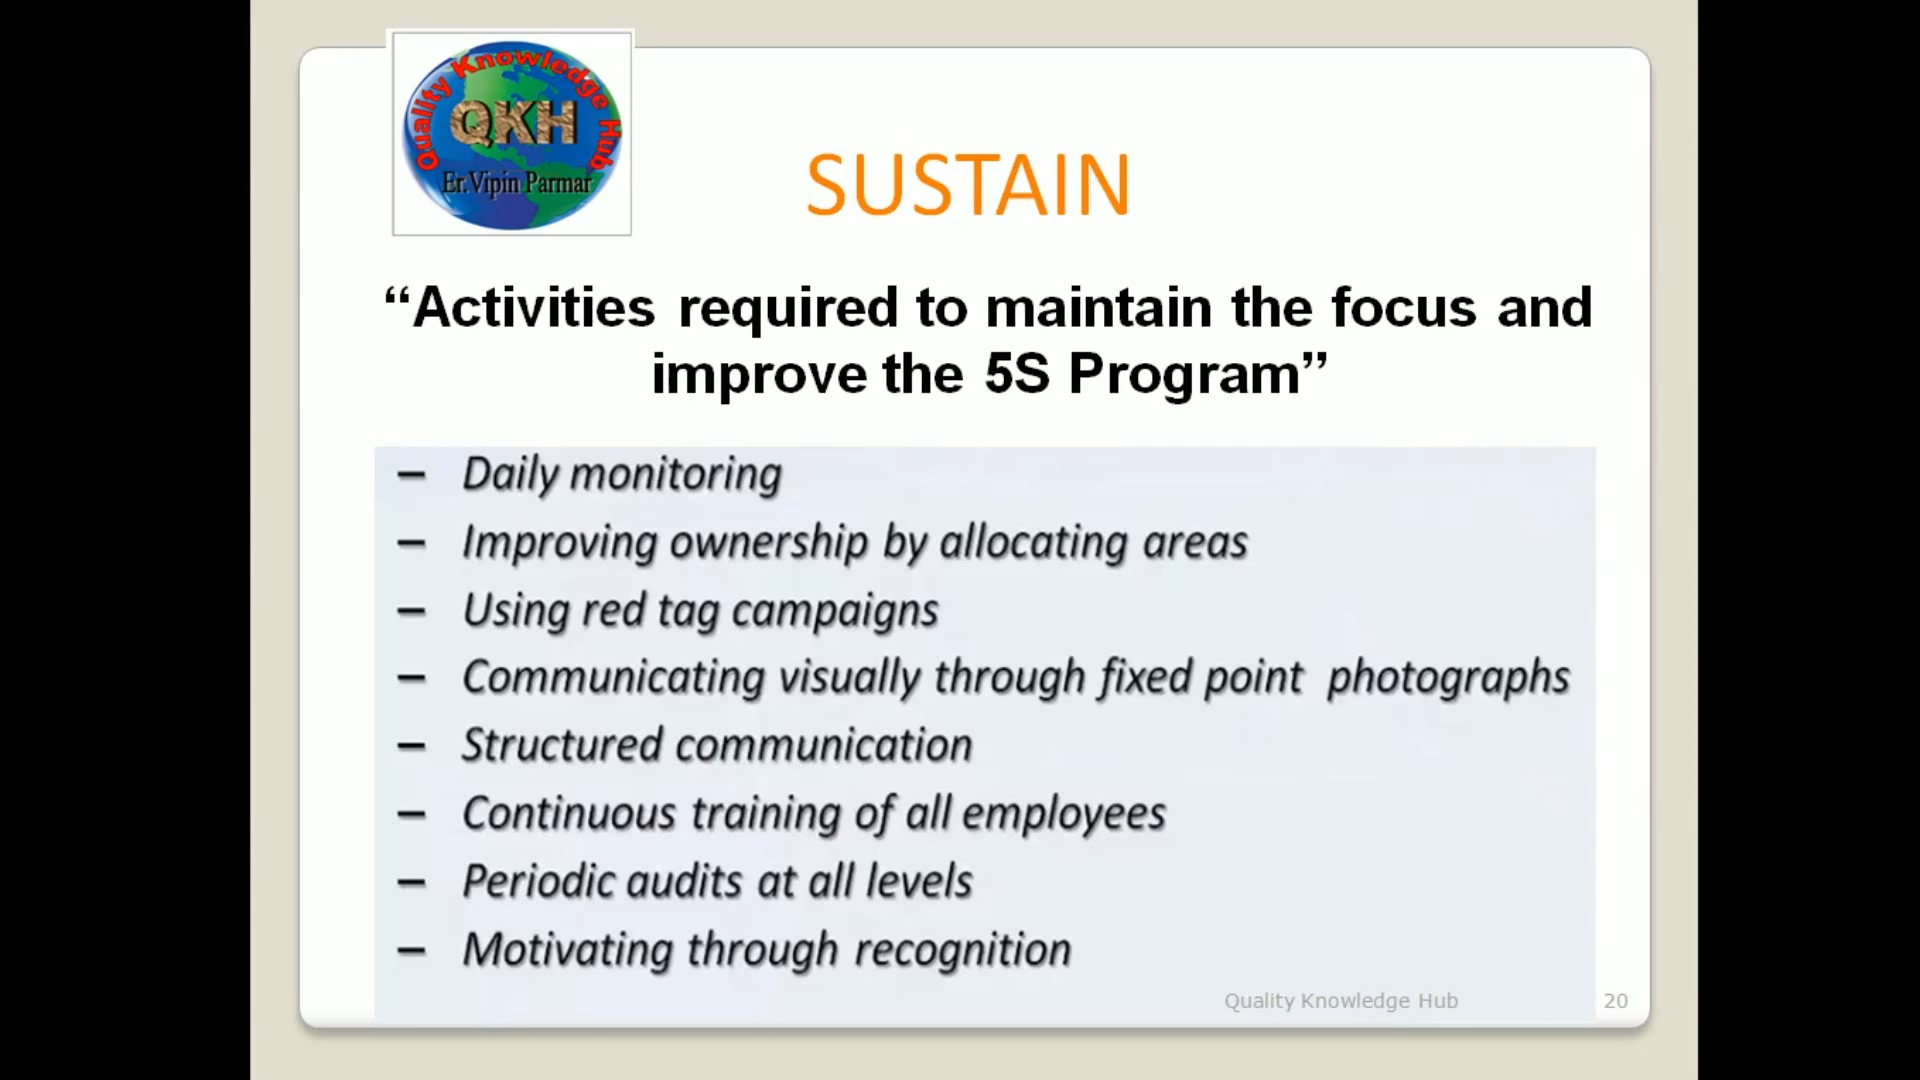 Quality Knowledge Hub
QKH
Er.Vipin Parmar
SUSTAIN
“Activities required to maintain the focus and
improve the 5S Program”
– Daily monitoring
– Improving ownership by allocating areas
– Using red tag campaigns
– Communicating visually through fixed point photographs
– Structured communication
– Continuous training of all employees
– Periodic audits at all levels
– Motivating through recognition
Quality Knowledge Hub 20